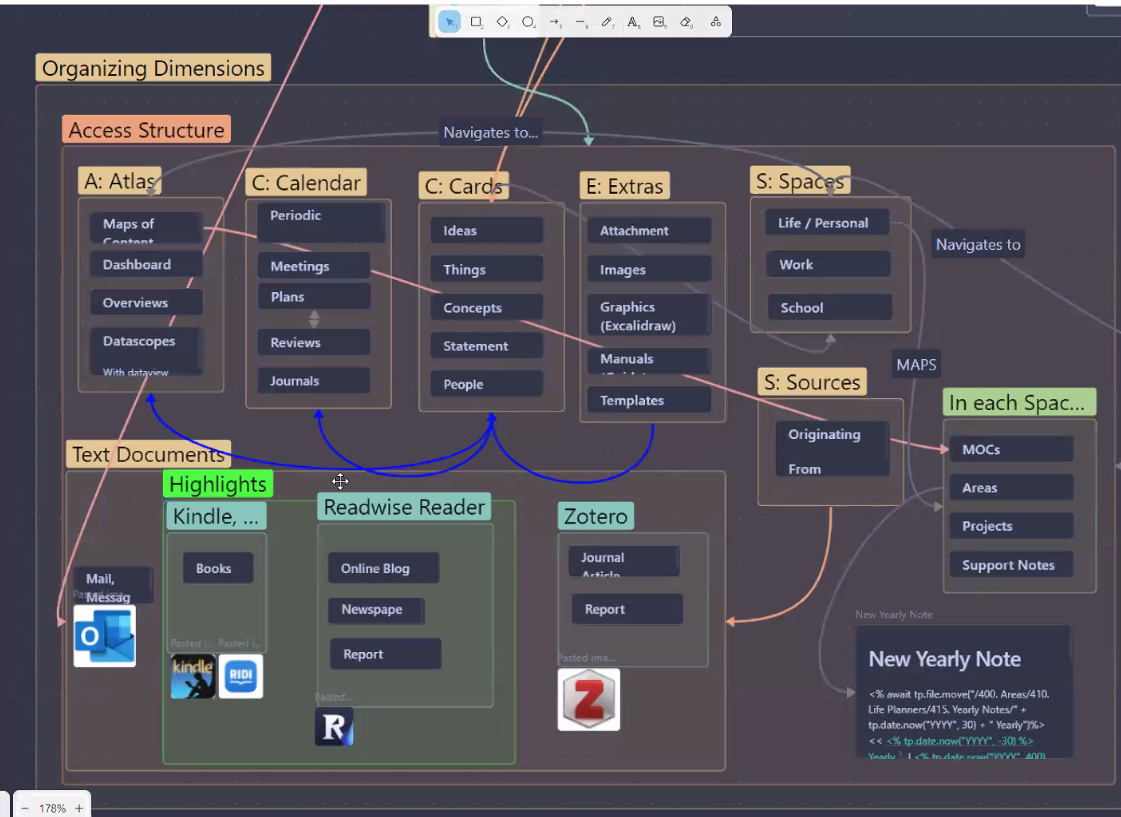 Organizing Dimensions
Access Structure
Navigates to...
A: Atlas
Maps of
Content
Dashboard
Overviews
Datascopes
With dataview
C: Calendar
Periodic
Meetings
Plans
Reviews
Journals
C: Cards
Ideas
Things
Concepts
Statement
People
E: Extras
Attachment
Images
Graphics
(Excalidraw)
Manuals
Templates
S: Spaces
Life / Personal
Work
School
Navigates to
MAPS
S: Sources
Originating
From
In each Spac...
MOCs
Areas
Projects
Support Notes
Text Documents
Mail,
Messag
Pasted ima...
Highlights
Kindle, ...
Books
Pasted i...
Pasted i...
kindle
RIDI
Readwise Reader
Online Blog
Newspape
Report
Pasted...
R
Zotero
Journal
Article
Report
Pasted ima...
Z
New Yearly Note
New Yearly Note
<% await tp.file.move("/400. Areas/410.
Life Planners/415. Yearly Notes/" +
tp.date.now("YYYY", 30) + " Yearly")%>
<< <% tp.date.now("YYYY", -30) %>
Yearly | <% tp.date.now("YYYY", 400)
178%